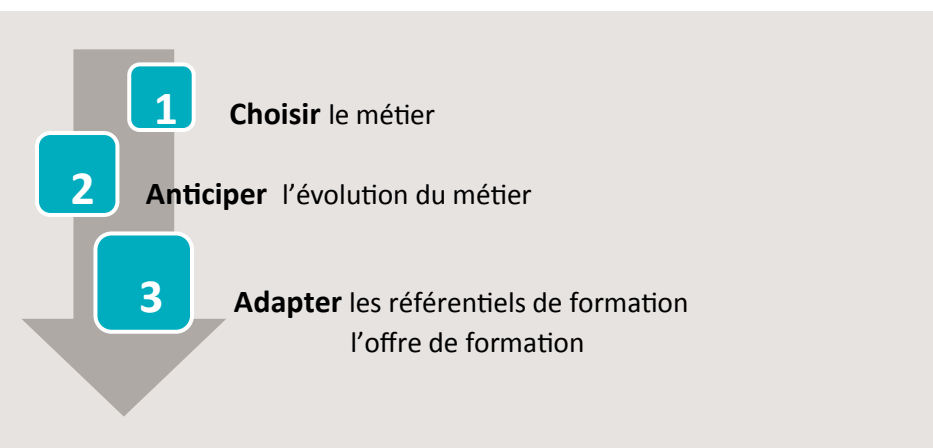 1 Choisir le métier
2 Anticiper l’évolution du métier
3 Adapter les référentiels de formation
l’offre de formation